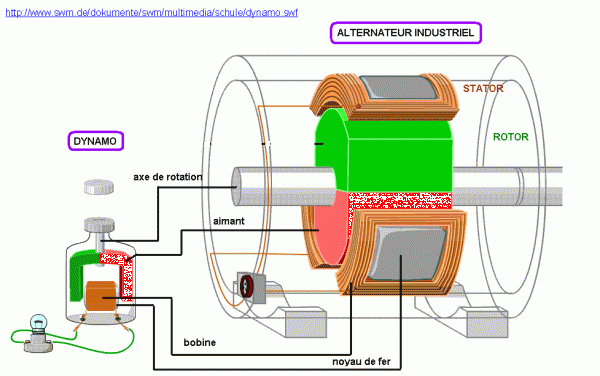 http://www.swm.de/dokumente/swm/multimedia/schule/dynamo.swf
ALTERNATEUR INDUSTRIEL
STATOR
DYNAMO
ROTOR
axe de rotation
aimant
bobine
noyau de fer